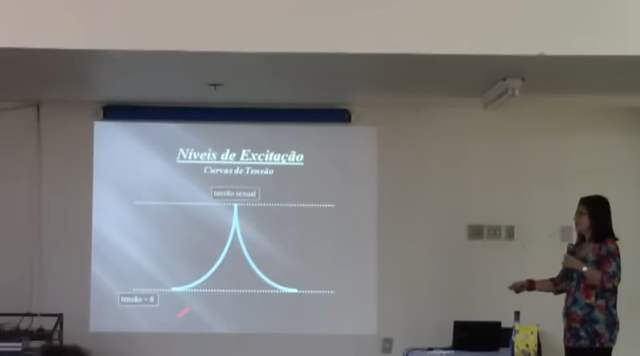 Níveis de Excitação
Curvas de Tensão
tensão sexual
tensão = 0